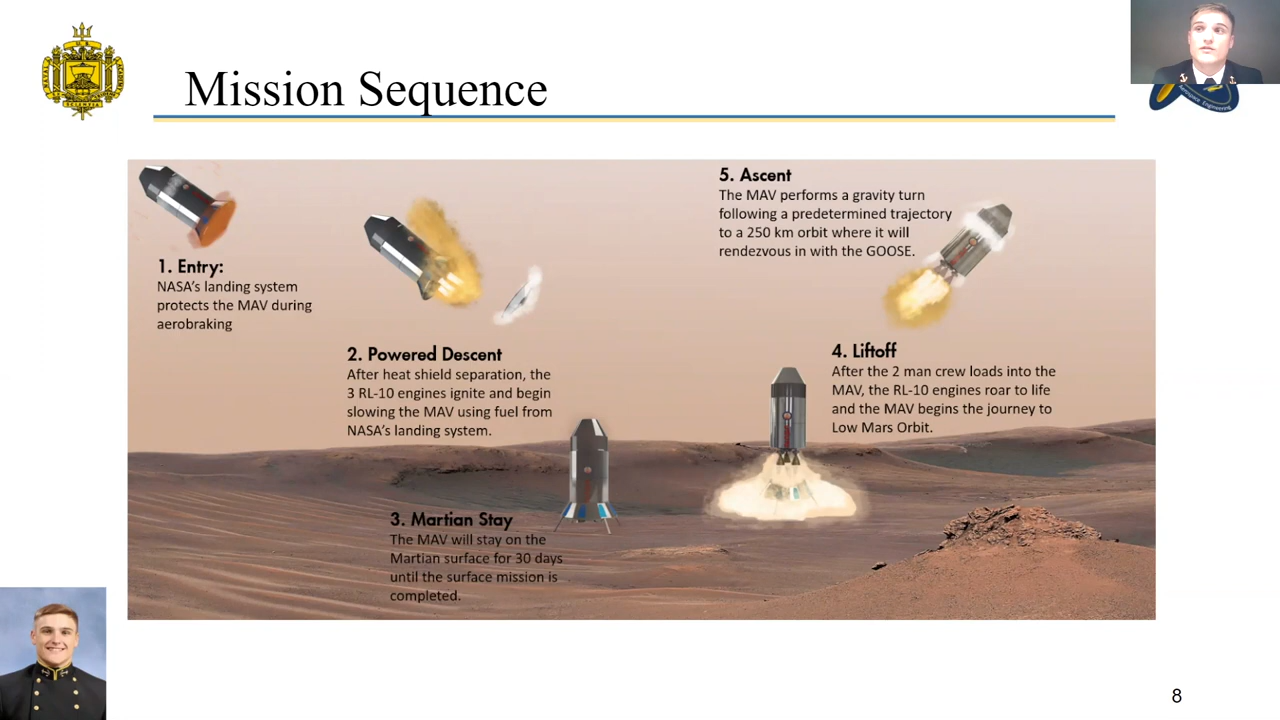 Mission Sequence
Aerospace Engineering
1. Entry:
NASA's landing system
protects the MAV during
aerobraking
2. Powered Descent
After heat shield separation, the
3 RL-10 engines ignite and begin
slowing the MAV using fuel from
NASA's landing system.
3. Martian Stay
The MAV will stay on the
Martian surface for 30 days
until the surface mission is
completed.
4. Liftoff
After the 2 man crew loads into the
MAV, the RL-10 engines roar to life
and the MAV begins the journey to
Low Mars Orbit.
5. Ascent
The MAV performs a gravity turn
following a predetermined trajectory
to a 250 km orbit where it will
rendezvous in with the GOOSE.
8